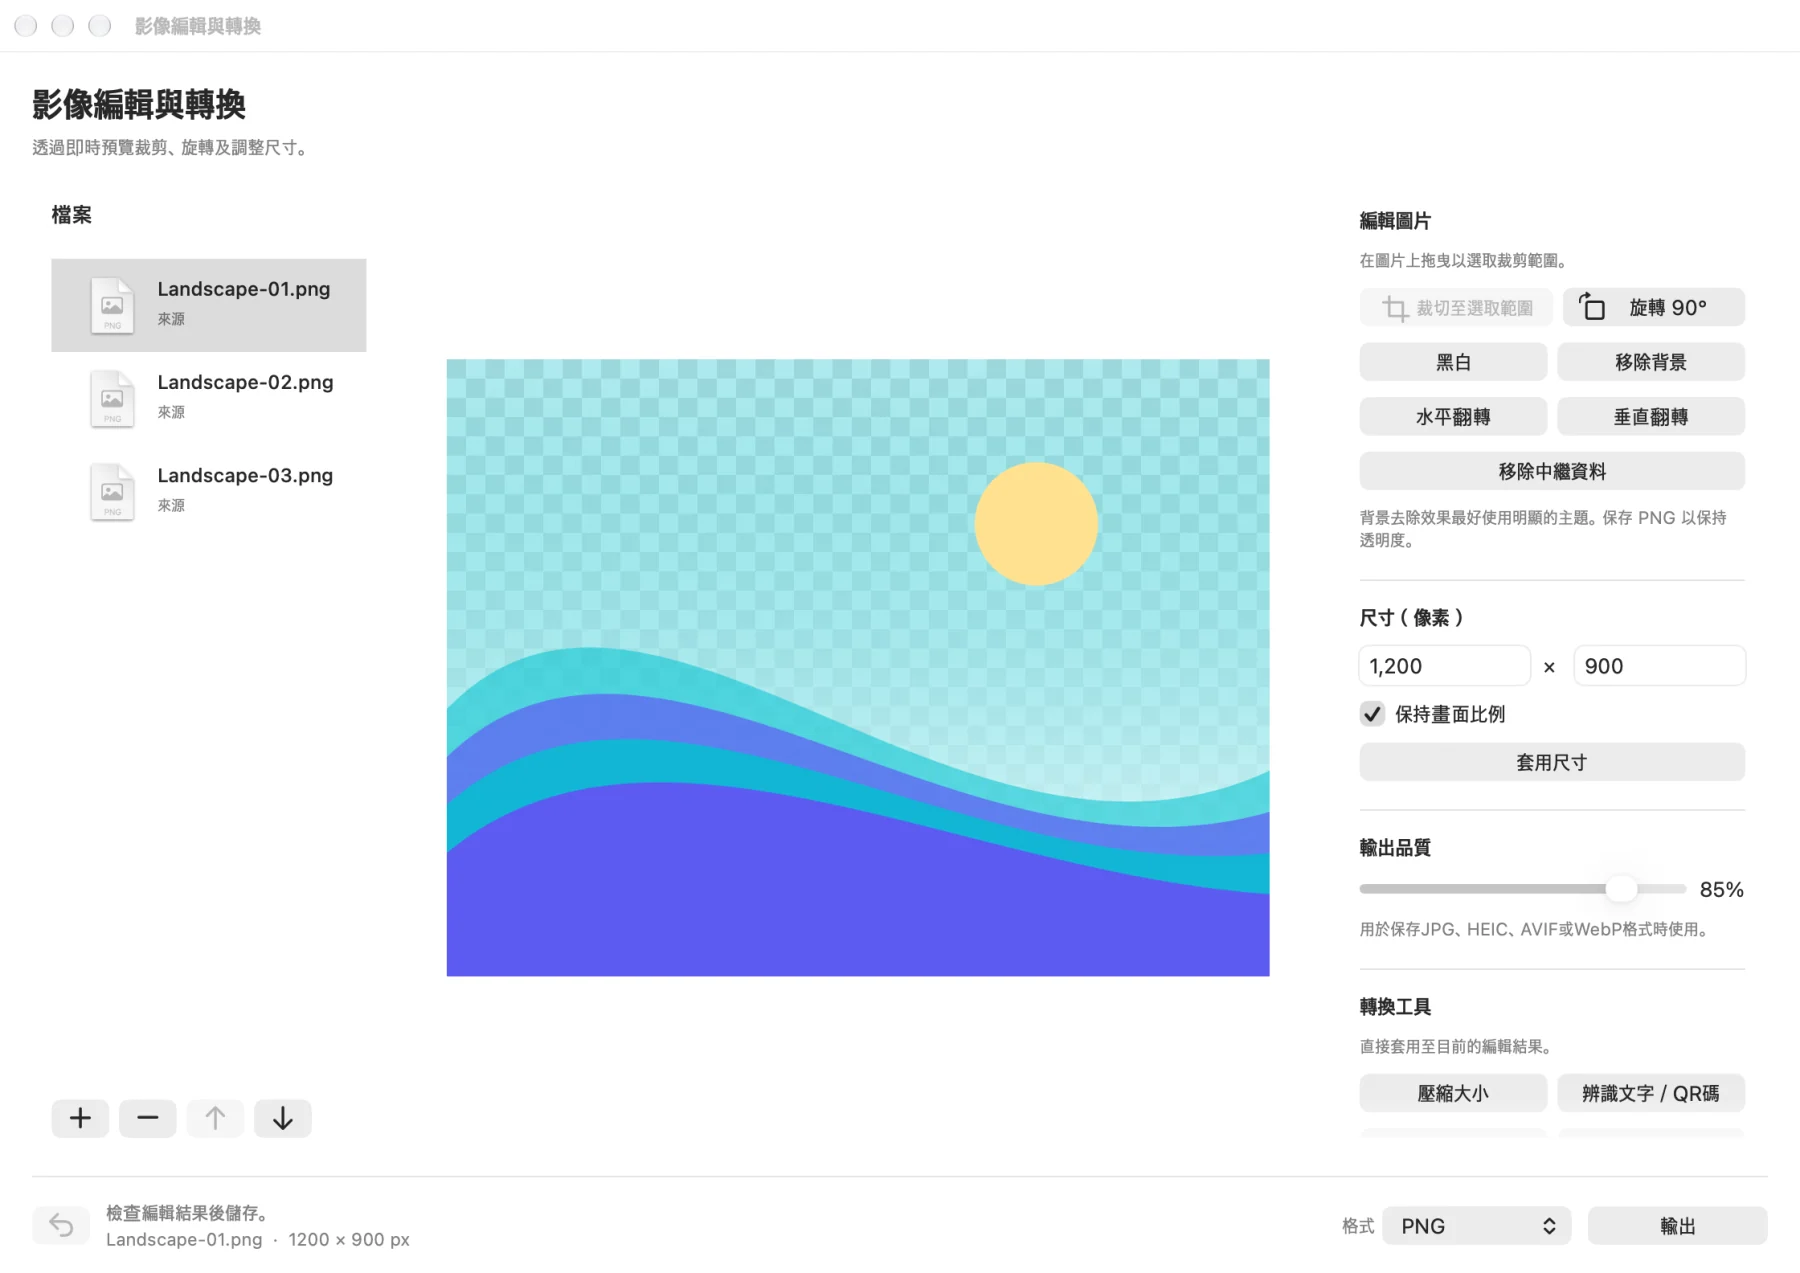 影像編輯與轉換
影像編輯與轉換
透過即時預覽裁剪、旋轉及調整尺寸。
檔案
Landscape-01.png
來源
PNG
Landscape-02.png
來源
PNG
Landscape-03.png
來源
PNG
編輯圖片
在圖片上拖曳以選取裁剪範圍。
裁切至選取範圍
旋轉 90°
黑白
移除背景
水平翻轉
垂直翻轉
移除中繼資料
背景去除效果最好使用明顯的主題。保存 PNG 以保持
透明度。
尺寸（像素）
1,200 × 900
保持畫面比例
套用尺寸
輸出品質
85%
用於保存JPG、HEIC、AVIF或WebP格式時使用。
轉換工具
直接套用至目前的編輯結果。
壓縮大小
辨識文字 / QR碼
檢查編輯結果後儲存。
Landscape-01.png · 1200 × 900 px
格式 PNG
輸出